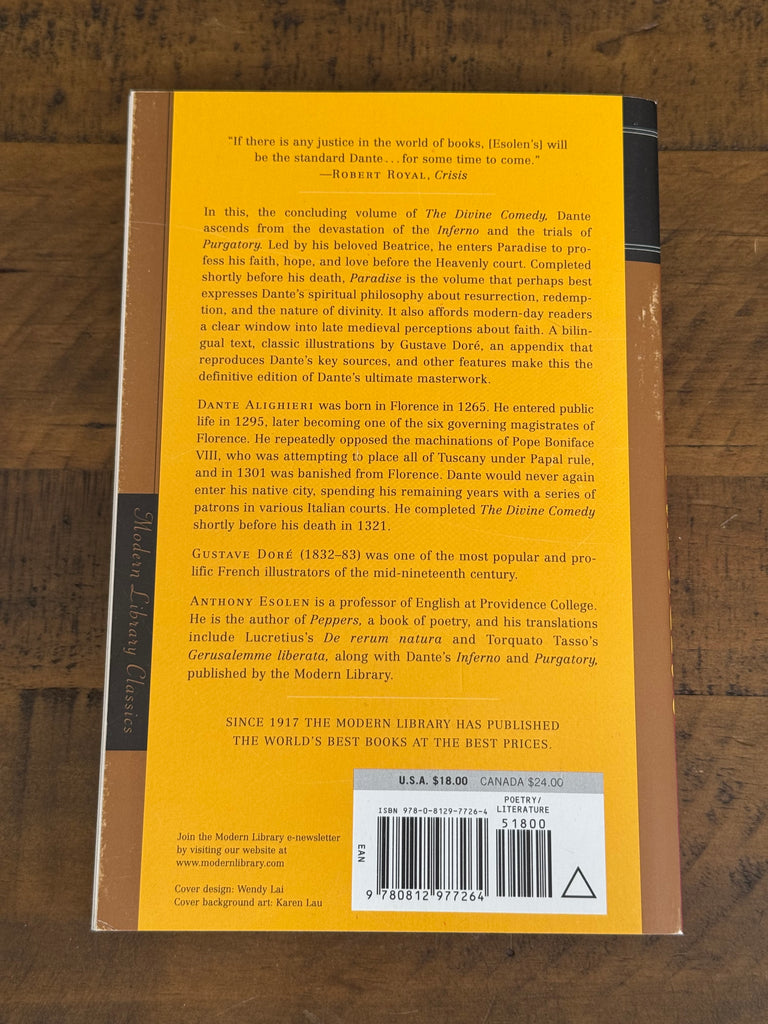 “If there is any justice in the world of books, [Esolen’s] will
be the standard Dante . . . for some time to come.”
—ROBERT ROYAL, Crisis
In this, the concluding volume of The Divine Comedy, Dante
ascends from the devastation of the Inferno and the trials of
Purgatory. Led by his beloved Beatrice, he enters Paradise to pro-
fess his faith, hope, and love before the Heavenly court. Completed
shortly before his death, Paradise is the volume that perhaps best
expresses Dante’s spiritual philosophy about resurrection, redemp-
tion, and the nature of divinity. It also affords modern-day readers
a clear window into late medieval perceptions about faith. A bilin-
gual text, classic illustrations by Gustave Doré, an appendix that
reproduces Dante’s key sources, and other features make this the
definitive edition of Dante’s ultimate masterwork.
DANTE ALIGHIERI was born in Florence in 1265. He entered public
life in 1295, later becoming one of the six governing magistrates of
Florence. He repeatedly opposed the machinations of Pope Boniface
VIII, who was attempting to place all of Tuscany under Papal rule,
and in 1301 was banished from Florence. Dante would never again
enter his native city, spending his remaining years with a series of
patrons in various Italian courts. He completed The Divine Comedy
shortly before his death in 1321.
GUSTAVE DORÉ (1832–83) was one of the most popular and pro-
lific French illustrators of the mid-nineteenth century.
ANTHONY ESOLEN is a professor of English at Providence College.
He is the author of Peppers, a book of poetry, and his translations
include Lucretius’s De rerum natura and Torquato Tasso’s
Gerusalemme liberata, along with Dante’s Inferno and Purgatory,
published by the Modern Library.
SINCE 1917 THE MODERN LIBRARY HAS PUBLISHED
THE WORLD’S BEST BOOKS AT THE BEST PRICES.
Modern Library Classics
U.S.A. $18.00 CANADA $24.00
ISBN 978-0-8129-7726-4
POETRY/
LITERATURE
51800
EAN
9 780812 977264
Join the Modern Library e-newsletter
by visiting our website at
www.modernlibrary.com
Cover design: Wendy Lai
Cover background art: Karen Lau